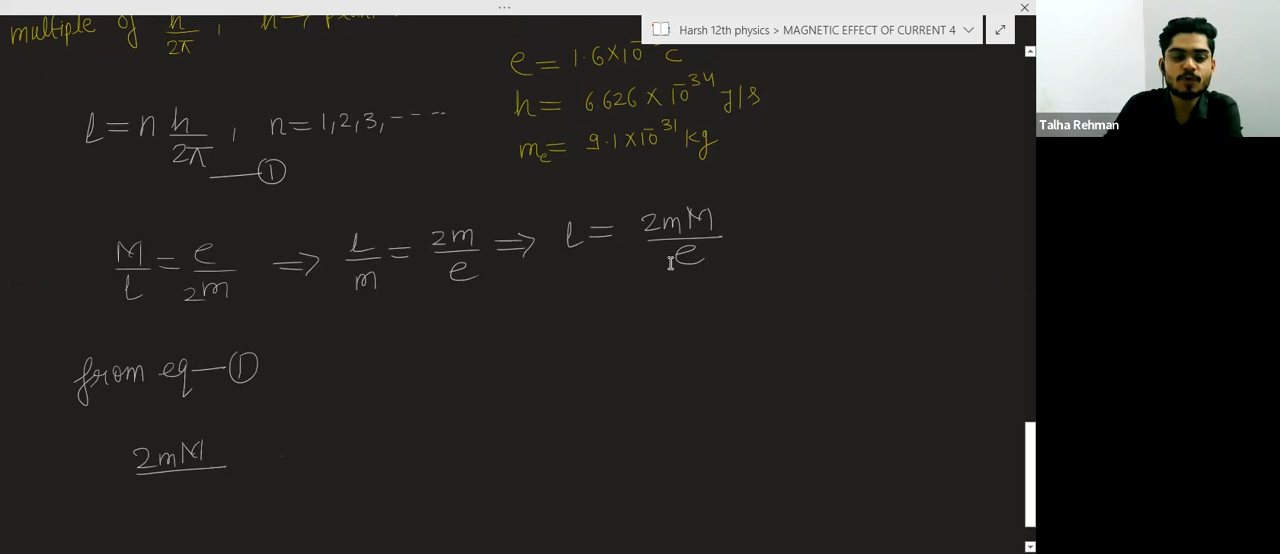 Harsh 12th physics > MAGNETIC EFFECT OF CURRENT 4
Talha Rehman
multiple of h/2π, h →
e = 1.6×10 C
h = 6.626 × 10^-34 J/s
m_e = 9.1×10^-31 kg
L = n h/2π, n = 1,2,3,----
①
M/L = e/2m ⇒ L/m = 2m/e ⇒ L = 2mM/e
from eq—①
2mM